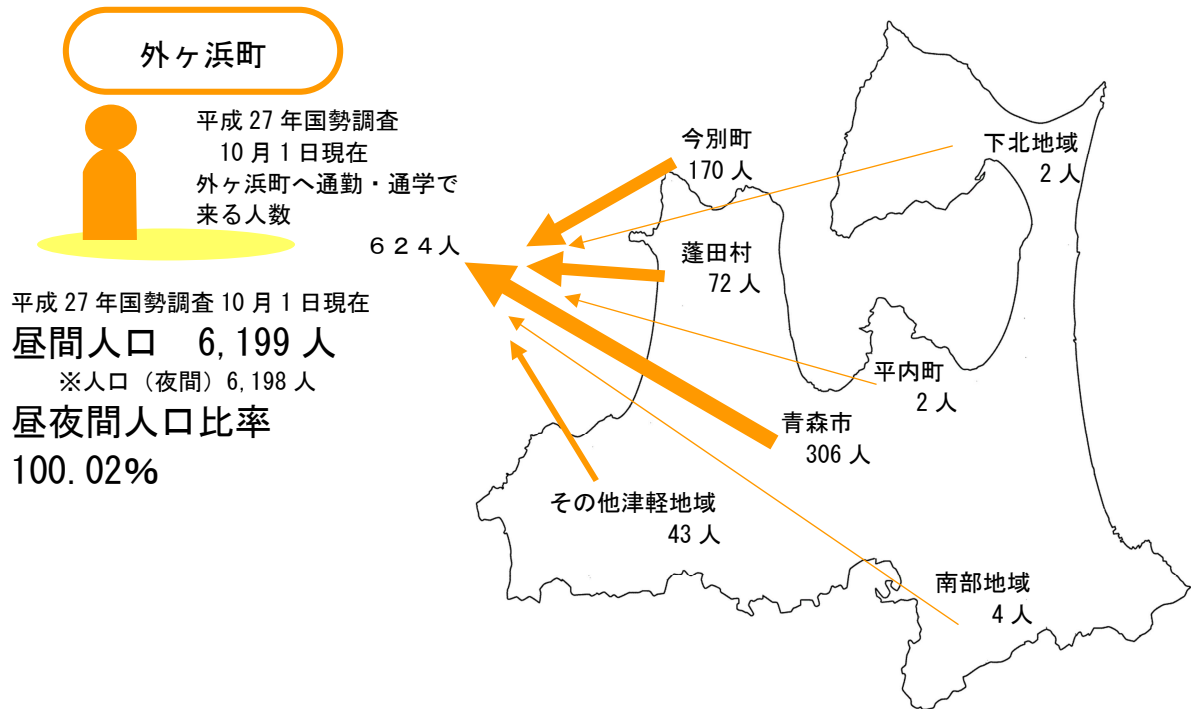 外ヶ浜町
平成 27 年国勢調査
10 月 1 日現在
外ヶ浜町へ通勤・通学で
来る人数
６２４人
平成 27 年国勢調査 10 月 1 日現在
昼間人口　6,199 人
※人口（夜間）6,198 人
昼夜間人口比率
100.02％
今別町
170 人
下北地域
2 人
蓬田村
72 人
平内町
2 人
青森市
306 人
その他津軽地域
43 人
南部地域
4 人